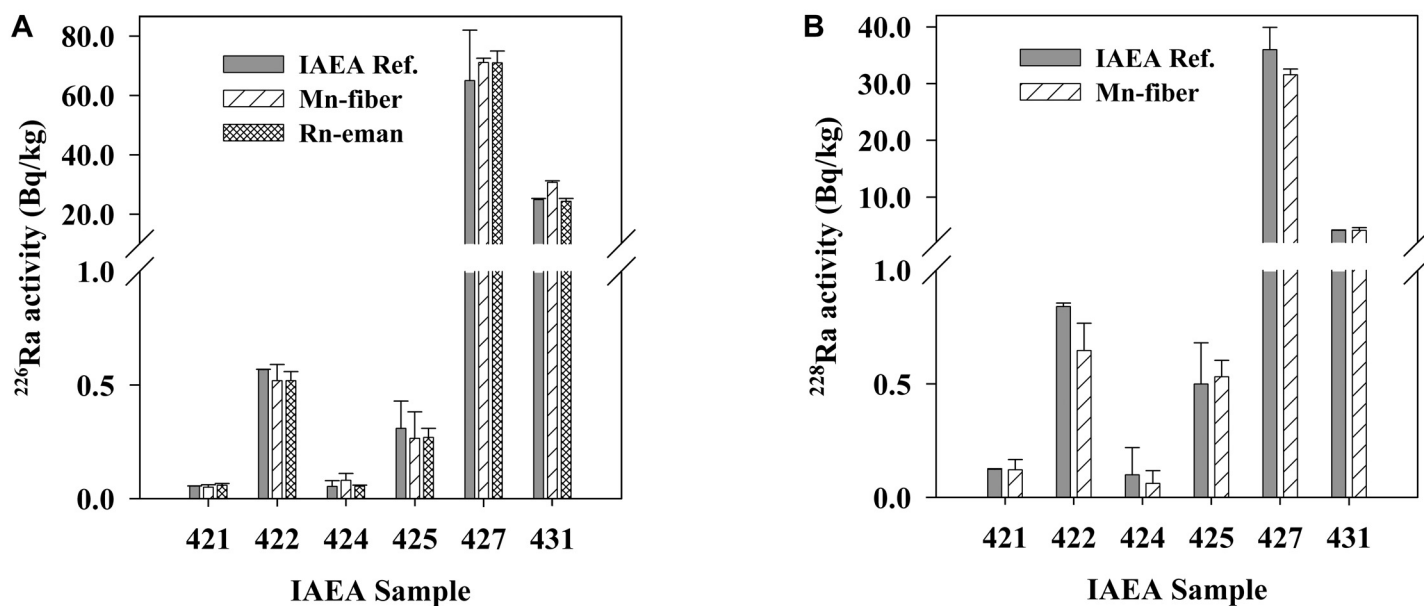 A
80.0
60.0
40.0
20.0
1.0
0.5
0.0
²²⁶Ra activity (Bq/kg)
IAEA Ref.
Mn-fiber
Rn-eman
421 422 424 425 427 431
IAEA Sample
B
40.0
30.0
20.0
10.0
1.0
0.5
0.0
²²⁸Ra activity (Bq/kg)
IAEA Ref.
Mn-fiber
421 422 424 425 427 431
IAEA Sample